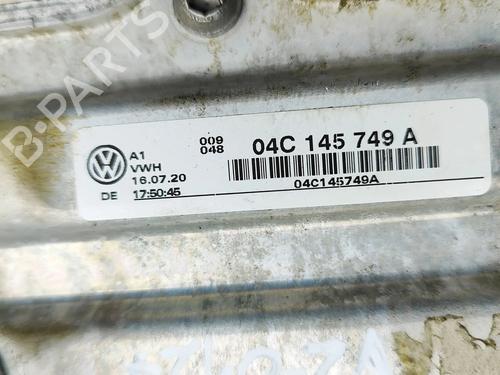 B-PARTS
A1
VWH
16.07.20
DE 17:50:45
009
048
04C 145 749 A
04C145749A